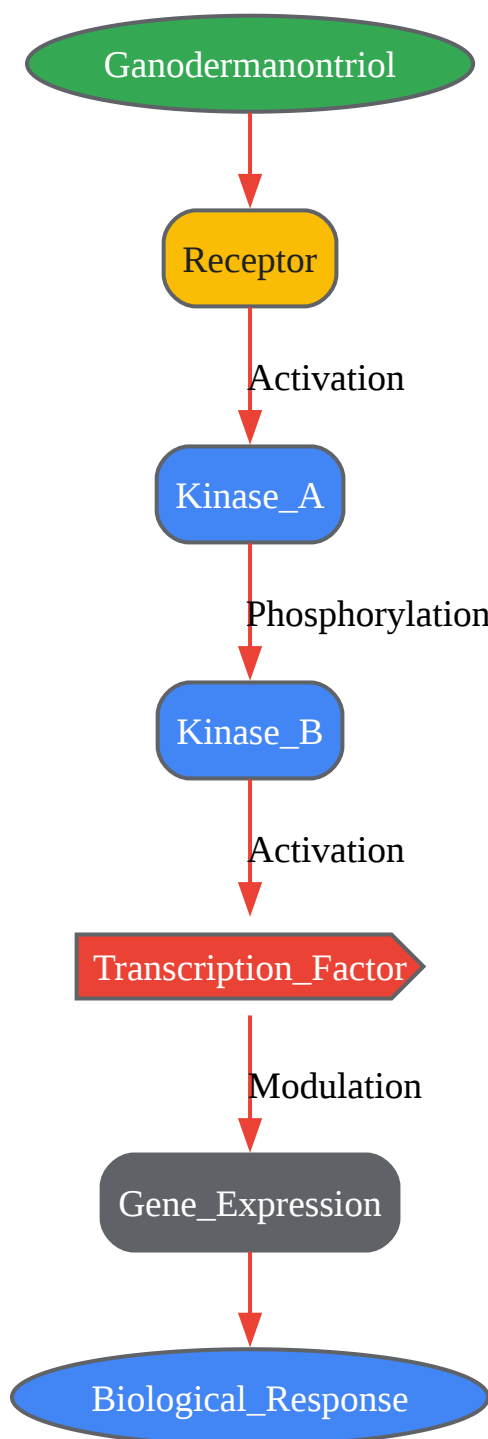 Ganodermanontriol
Receptor
Activation
Kinase_A
Phosphorylation
Kinase_B
Activation
Transcription_Factor
Modulation
Gene_Expression
Biological_Response